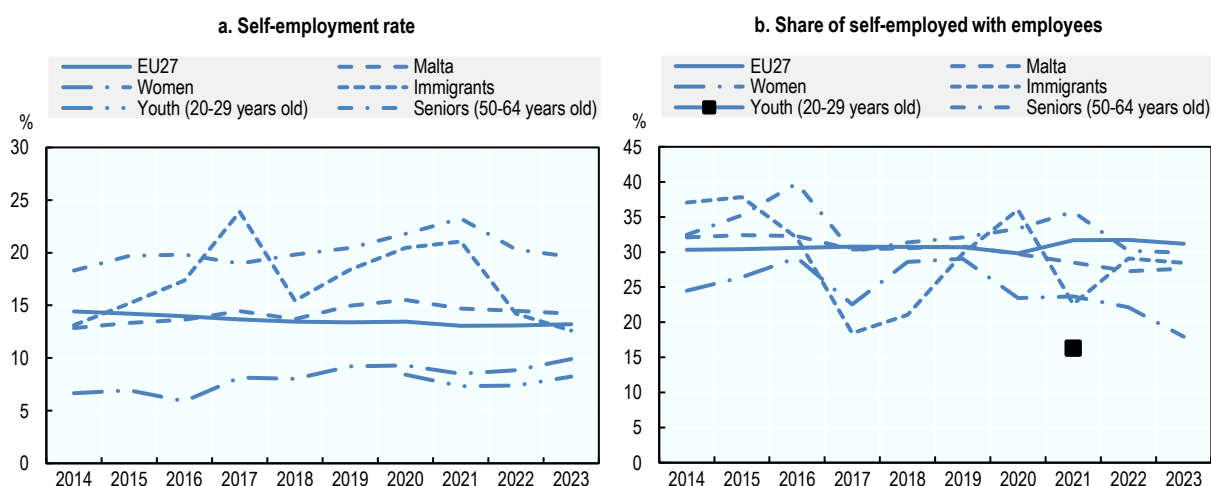 a. Self-employment rate
EU27
Malta
Women
Immigrants
Youth (20-29 years old)
Seniors (50-64 years old)
%
30
25
20
15
10
5
0
2014 2015 2016 2017 2018 2019 2020 2021 2022 2023
b. Share of self-employed with employees
EU27
Malta
Women
Immigrants
Youth (20-29 years old)
Seniors (50-64 years old)
%
45
40
35
30
25
20
15
10
5
0
2014 2015 2016 2017 2018 2019 2020 2021 2022 2023